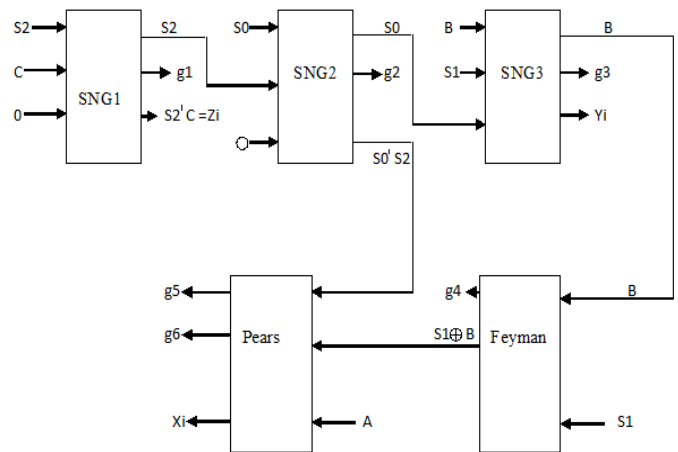 S2 S2 S0 S0 B B
C g1 SNG2 g2 S1 SNG3 g3
SNG1
0 S2' C =Zi Yi
S0' S2
g5 g4 B
g6 Pears S1⊕B Feyman
Xi A S1